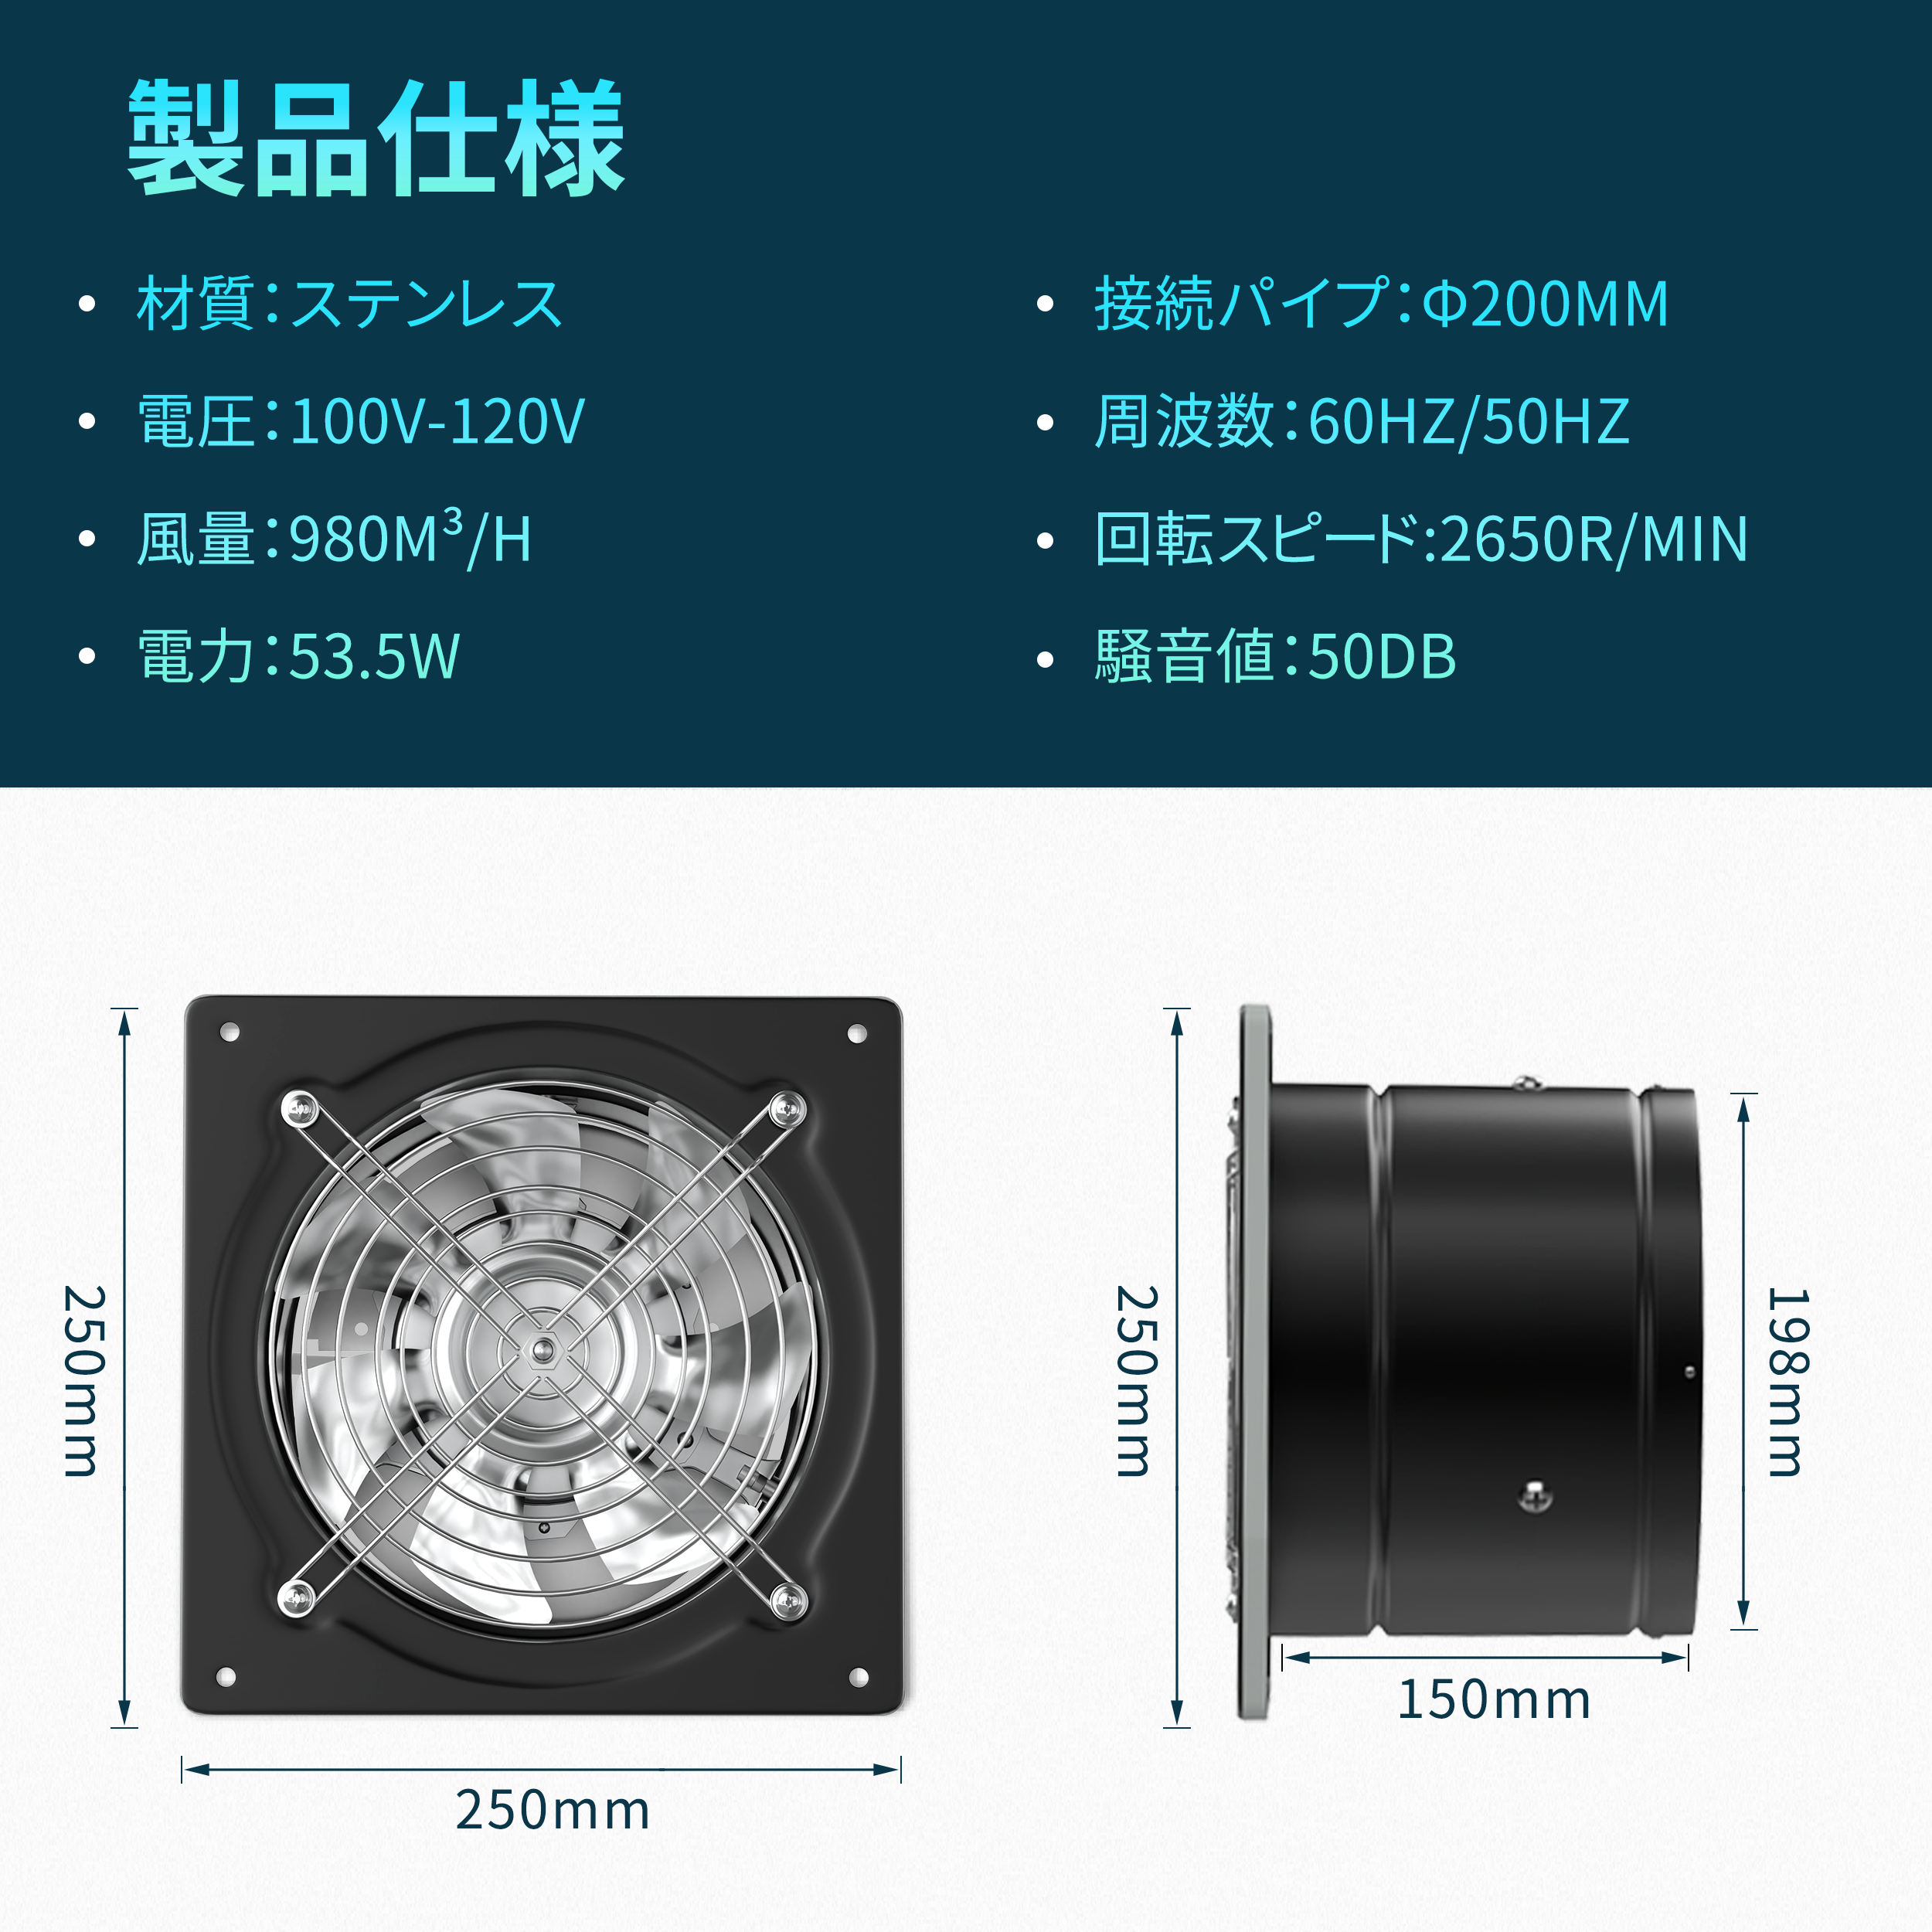 製品仕様
材質：ステンレス
電圧：100V-120V
風量：980M³/H
電力：53.5W
接続パイプ：Φ200MM
周波数：60HZ/50HZ
回転スピード:2650R/MIN
騒音値：50DB
250mm
250mm
250mm
198mm
150mm